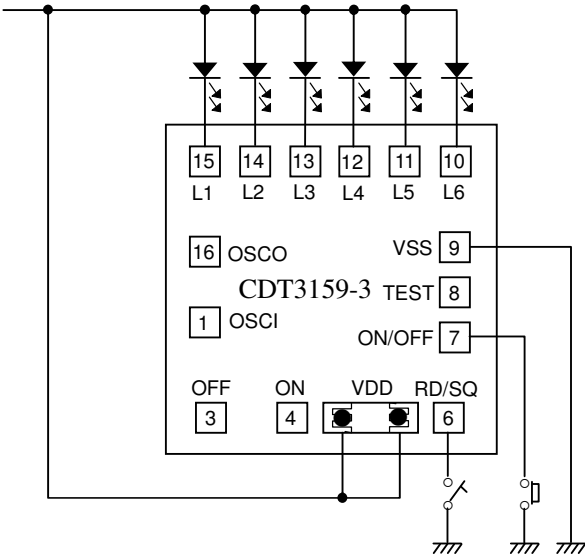 15 14 13 12 11 10
L1 L2 L3 L4 L5 L6
16 OSCO
VSS 9
CDT3159-3
TEST 8
1 OSCI
ON/OFF 7
OFF ON VDD RD/SQ
3 4 6